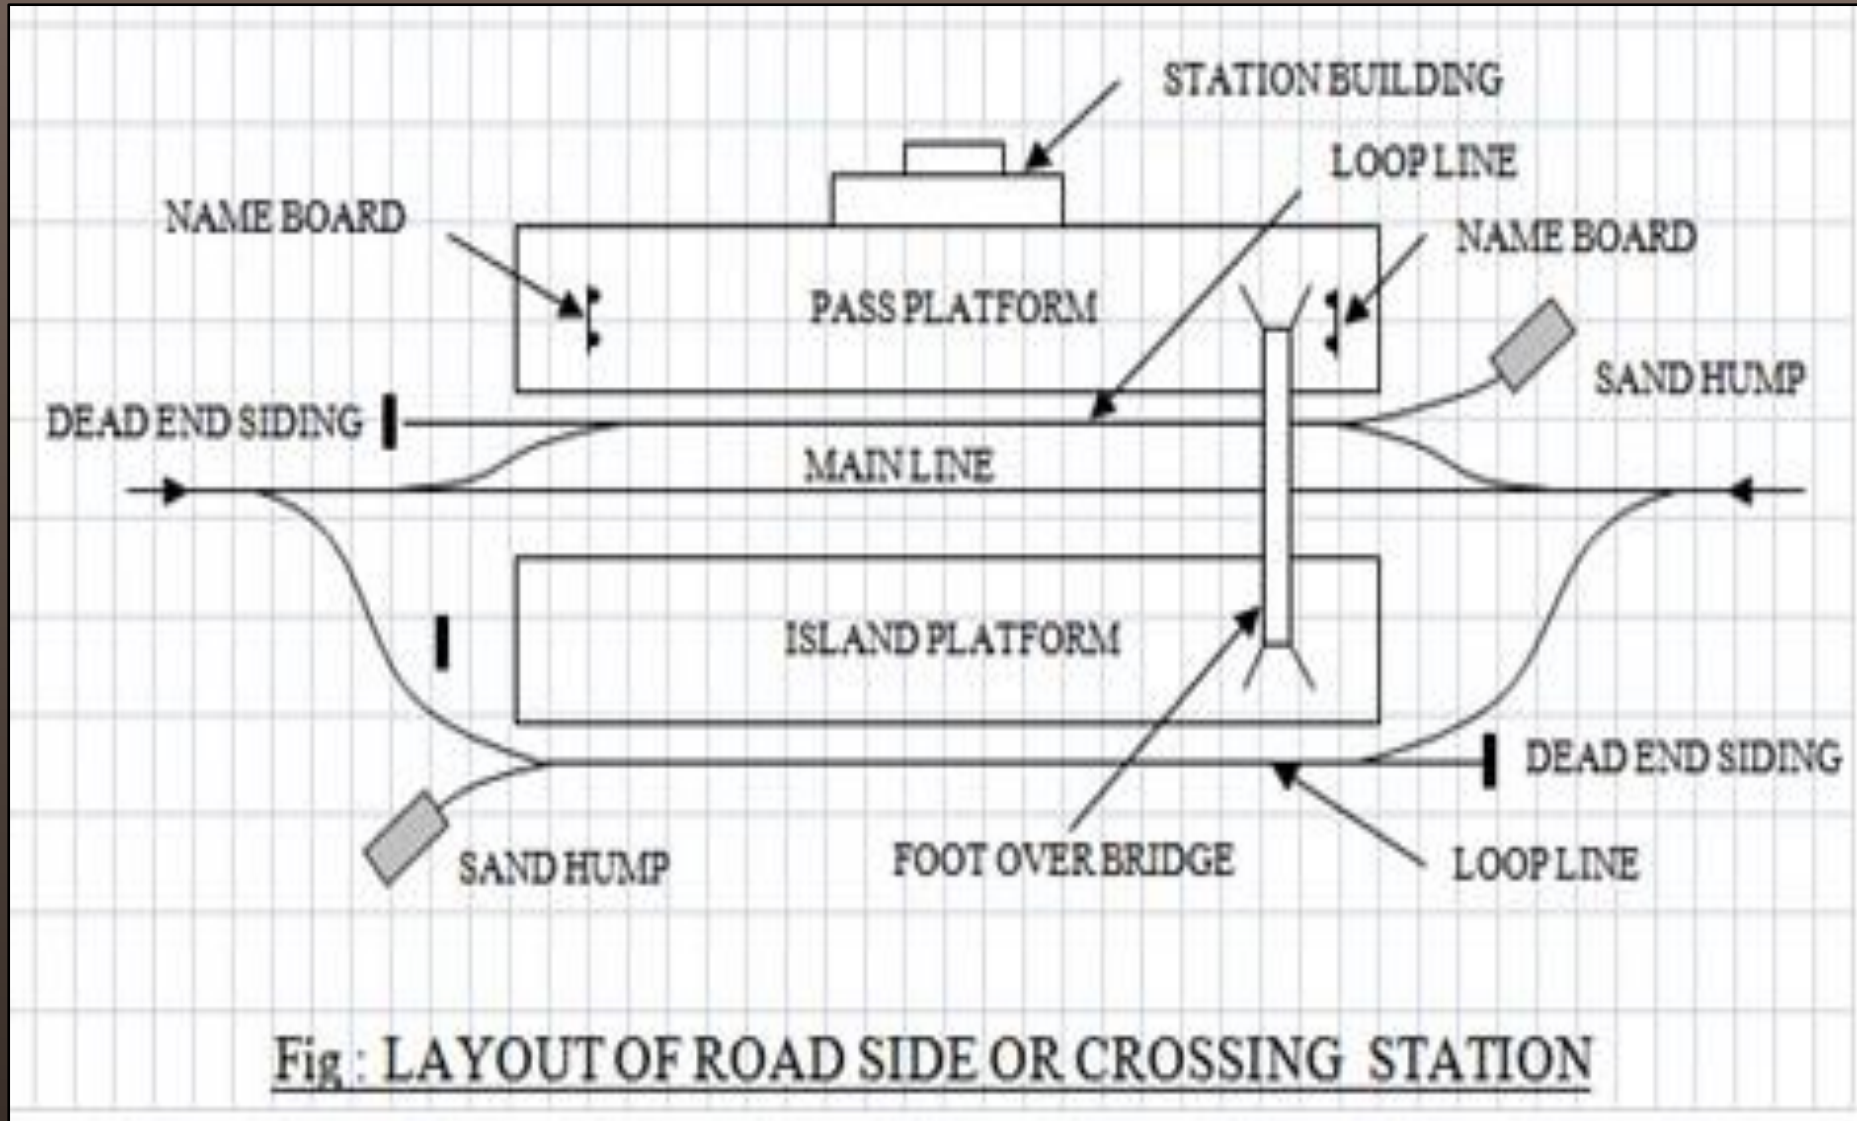 STATION BUILDING
LOOP LINE
NAME BOARD
NAME BOARD
PASS PLATFORM
SAND HUMP
DEAD END SIDING
MAIN LINE
ISLAND PLATFORM
DEAD END SIDING
FOOT OVER BRIDGE
LOOP LINE
SAND HUMP
Fig : LAYOUT OF ROAD SIDE OR CROSSING STATION